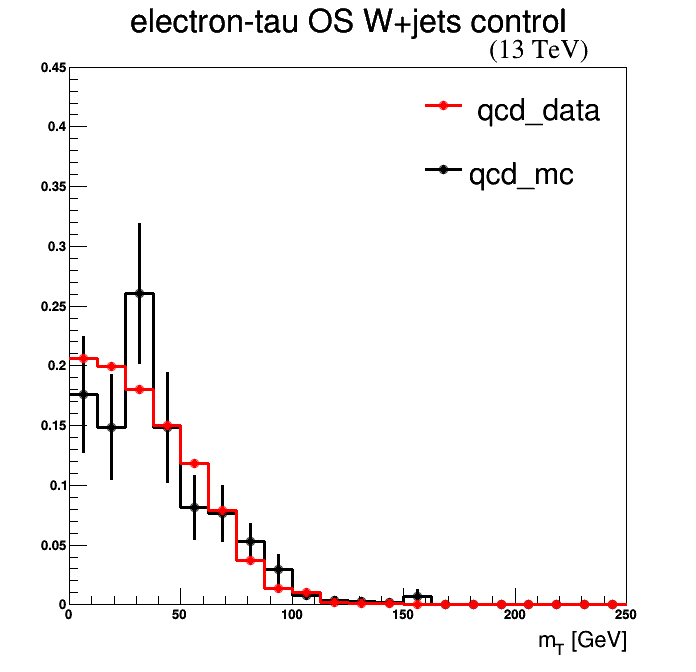 electron-tau OS W+jets control
(13 TeV)
0.45
0.4
0.35
0.3
0.25
0.2
0.15
0.1
0.05
0
qcd_data
qcd_mc
0 50 100 150 200 250
m_T [GeV]